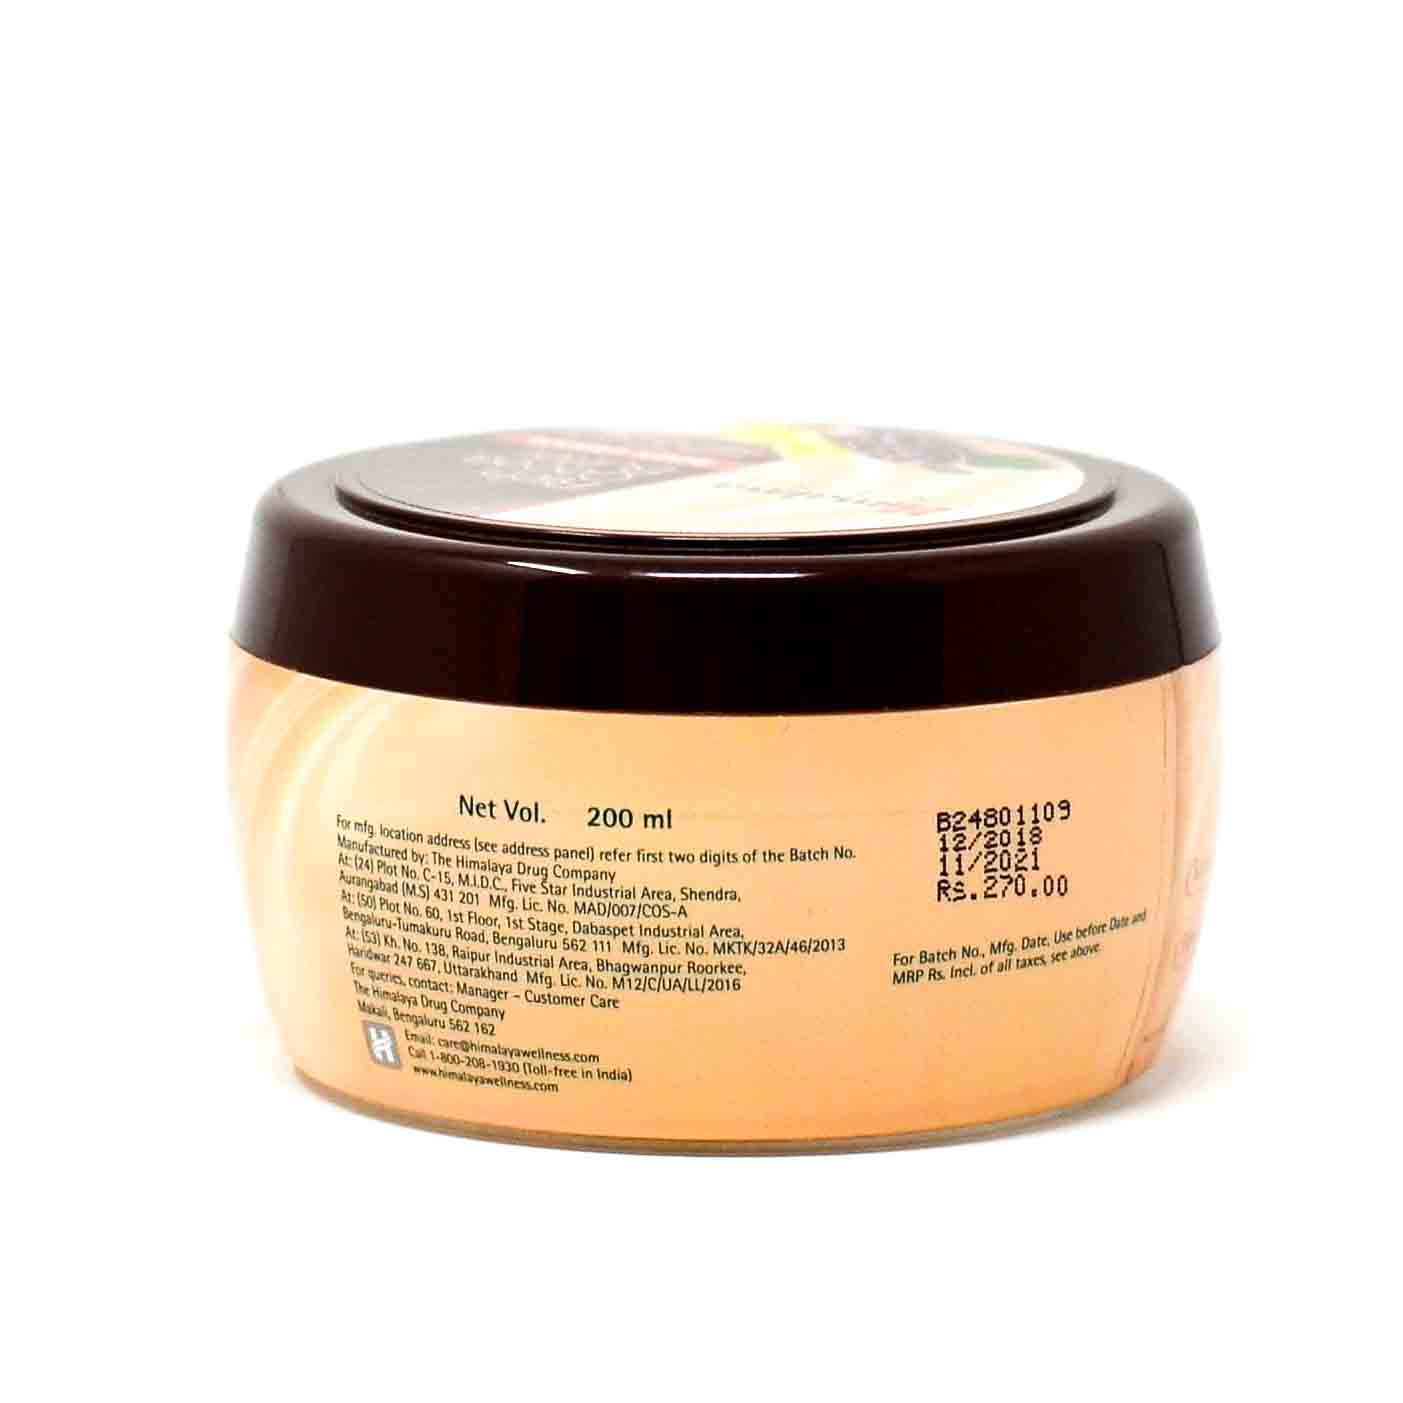 Net Vol. 200 ml
For mfg. location address (see address panel) refer first two digits of the Batch No.
Manufactured by: The Himalaya Drug Company
At: (24) Plot No. C-15, M.I.D.C., Five Star Industrial Area, Shendra,
Aurangabad (M.S) 431 201 Mfg. Lic. No. MAD/007/COS-A
At: (50) Plot No. 60, 1st Floor, 1st Stage, Dabaspet Industrial Area,
Bengaluru-Tumakuru Road, Bengaluru 562 111 Mfg. Lic. No. MKTK/32A/46/2013
At: (53) Kh. No. 138, Raipur Industrial Area, Bhagwanpur Roorkee,
Haridwar 247 667, Uttarakhand Mfg. Lic. No. M12/C/UA/LL/2016
For queries, contact: Manager – Customer Care
The Himalaya Drug Company
Makali, Bengaluru 562 162
Email: care@himalayawellness.com
Call 1-800-208-1930 (Toll-free in India)
www.himalayawellness.com
B24801109
12/2018
11/2021
Rs.270.00
For Batch No., Mfg. Date, Use before Date and
MRP Rs. Incl. of all taxes, see above.